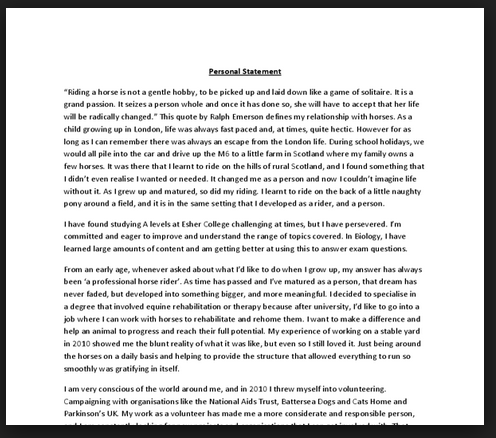 Personal Statement
“Riding a horse is not a gentle hobby, to be picked up and laid down like a game of solitaire. It is a
grand passion. It seizes a person whole and once it has done so, she will have to accept that her life
will be radically changed.” This quote by Ralph Emerson defines my relationship with horses. As a
child growing up in London, life was always fast paced and, at times, quite hectic. However for as
long as I can remember there was always an escape from the London life. During school holidays, we
would all pile into the car and drive up the M6 to a little farm in Scotland where my family owns a
few horses. It was there that I learnt to ride on the hills of rural Scotland, and I found something that
I didn’t even realise I wanted or needed. It changed me as a person and now I couldn’t imagine life
without it. As I grew up and matured, so did my riding. I learnt to ride on the back of a little naughty
pony around a field, and it is in the same setting that I developed as a rider, and a person.
I have found studying A levels at Esher College challenging at times, but I have persevered. I’m
committed and eager to improve and understand the range of topics covered. In Biology, I have
learned large amounts of content and am getting better at using this to answer exam questions.
From an early age, whenever asked about what I’d like to do when I grow up, my answer has always
been ‘a professional horse rider’. As time has passed and I’ve matured as a person, that dream has
never faded, but developed into something bigger, and more meaningful. I decided to specialise in
a degree that involved equine rehabilitation or therapy because after university, I’d like to go into a
job where I can work with horses to rehabilitate and rehome them. I want to make a difference and
help an animal to progress and reach their full potential. My experience of working on a stable yard
in 2010 showed me the blunt reality of what it was like, but even so I still loved it. Just being around
the horses on a daily basis and helping to provide the structure that allowed everything to run so
smoothly was gratifying in itself.
I am very conscious of the world around me, and in 2010 I threw myself into volunteering.
Campaigning with organisations like the National Aids Trust, Battersea Dogs and Cats Home and
Parkinson’s UK. My work as a volunteer has made me a more considerate and responsible person,